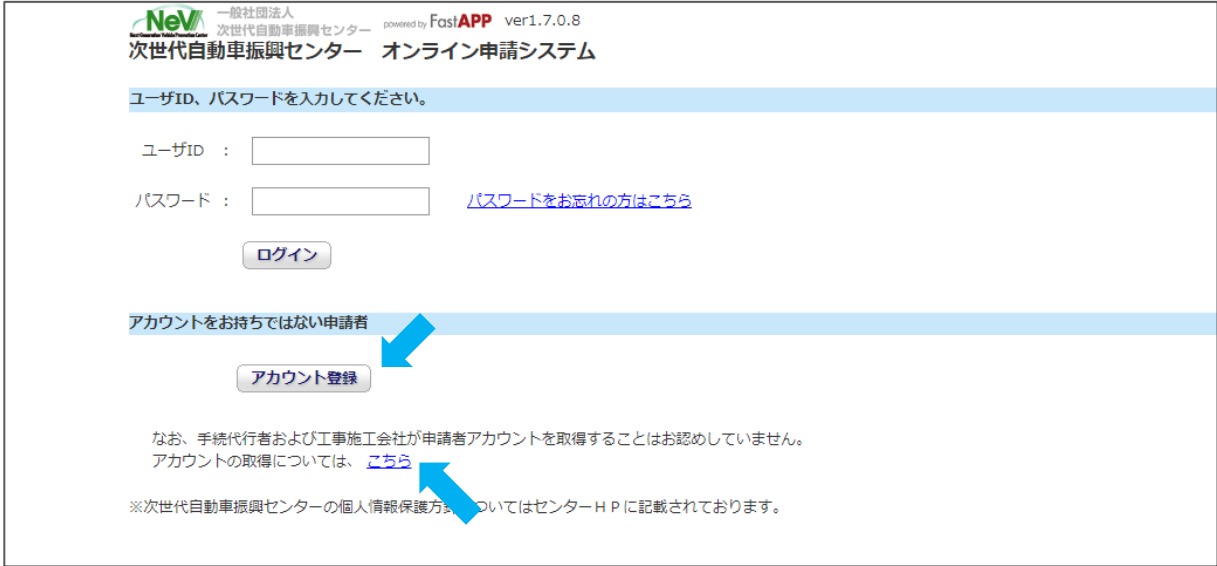 NeV 一般社団法人
Next Generation Vehicle Promotion Center 次世代自動車振興センター powered by FastAPP ver1.7.0.8
次世代自動車振興センター オンライン申請システム
ユーザID、パスワードを入力してください。
ユーザID :
パスワード : パスワードをお忘れの方はこちら
ログイン
アカウントをお持ちではない申請者
アカウント登録
なお、手続代行者および工事施工会社が申請者アカウントを取得することはお認めしていません。
アカウントの取得については、 こちら
※次世代自動車振興センターの個人情報保護方 ついてはセンターＨＰに記載されております。